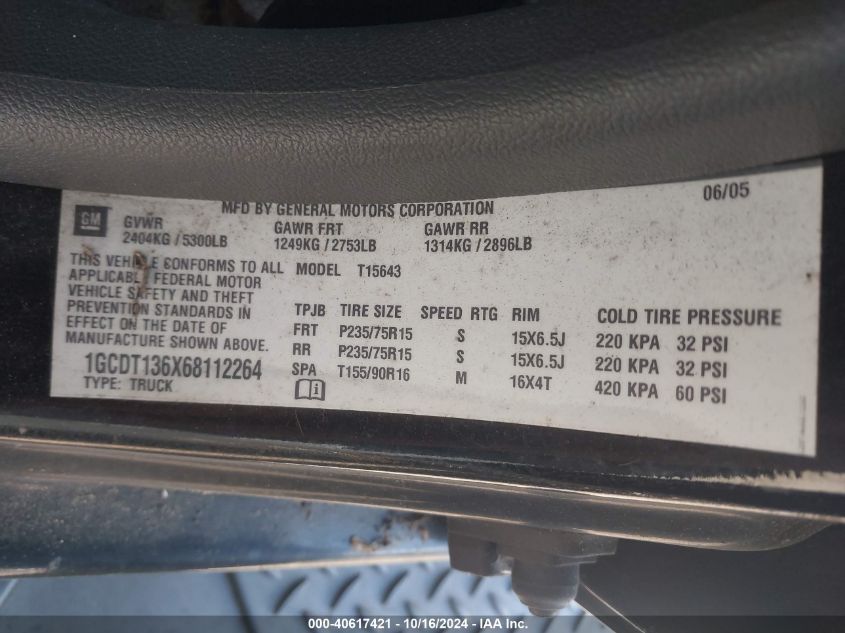 MFD BY GENERAL MOTORS CORPORATION 06/05
GM
GVWR GAWR FRT GAWR RR
2404KG / 5300LB 1249KG / 2753LB 1314KG / 2896LB
THIS VEHICLE CONFORMS TO ALL
APPLICABLE FEDERAL MOTOR
VEHICLE SAFETY AND THEFT
PREVENTION STANDARDS IN
EFFECT ON THE DATE OF
MANUFACTURE SHOWN ABOVE.
1GCDT136X68112264
TYPE: TRUCK
MODEL T15643
TPJB TIRE SIZE SPEED RTG RIM COLD TIRE PRESSURE
FRT P235/75R15 S 15X6.5J 220 KPA 32 PSI
RR P235/75R15 S 15X6.5J 220 KPA 32 PSI
SPA T155/90R16 M 16X4T 420 KPA 60 PSI
000-40617421 - 10/16/2024 - IAA Inc.